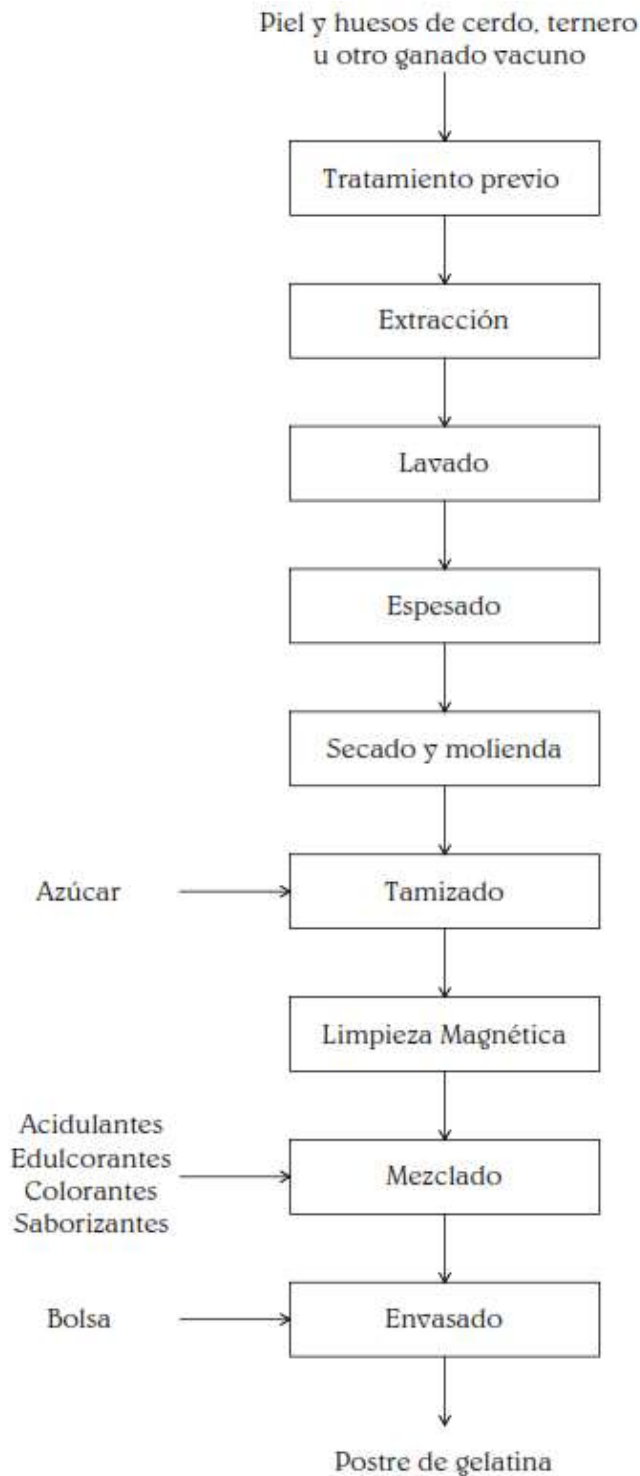 Piel y huesos de cerdo, ternero
u otro ganado vacuno
Tratamiento previo
Extracción
Lavado
Espesado
Secado y molienda
Azúcar
Tamizado
Limpieza Magnética
Acidulantes
Edulcorantes
Colorantes
Saborizantes
Mezclado
Bolsa
Envasado
Postre de gelatina